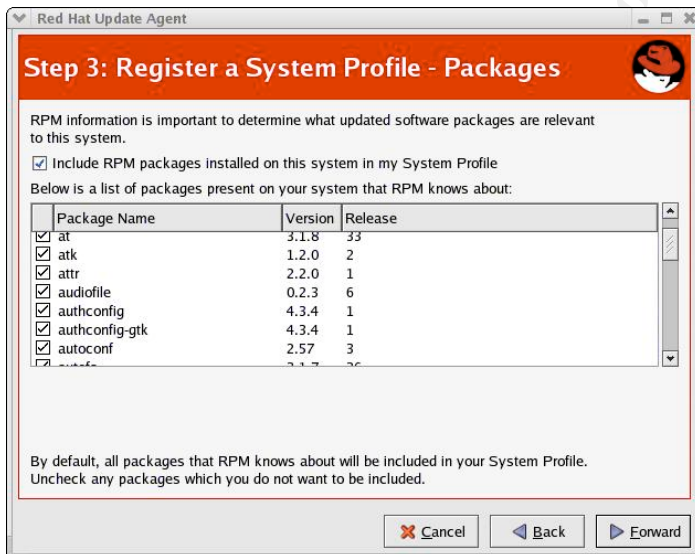 Red Hat Update Agent
Step 3: Register a System Profile - Packages
RPM information is important to determine what updated software packages are relevant
to this system.
Include RPM packages installed on this system in my System Profile
Below is a list of packages present on your system that RPM knows about:
Package Name Version Release
at 3.1.8 33
atk 1.2.0 2
attr 2.2.0 1
audiofile 0.2.3 6
authconfig 4.3.4 1
authconfig-gtk 4.3.4 1
autoconf 2.57 3
By default, all packages that RPM knows about will be included in your System Profile.
Uncheck any packages which you do not want to be included.
Cancel Back Forward